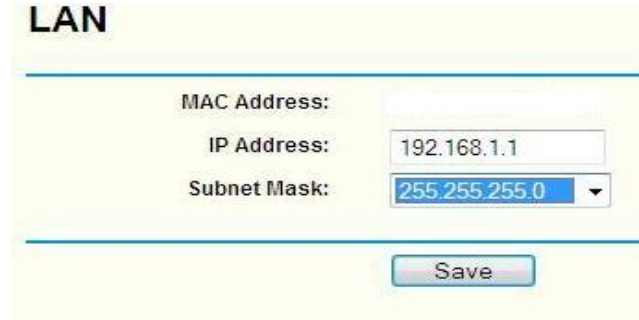 LAN
MAC Address:
IP Address: 192.168.1.1
Subnet Mask: 255.255.255.0
Save